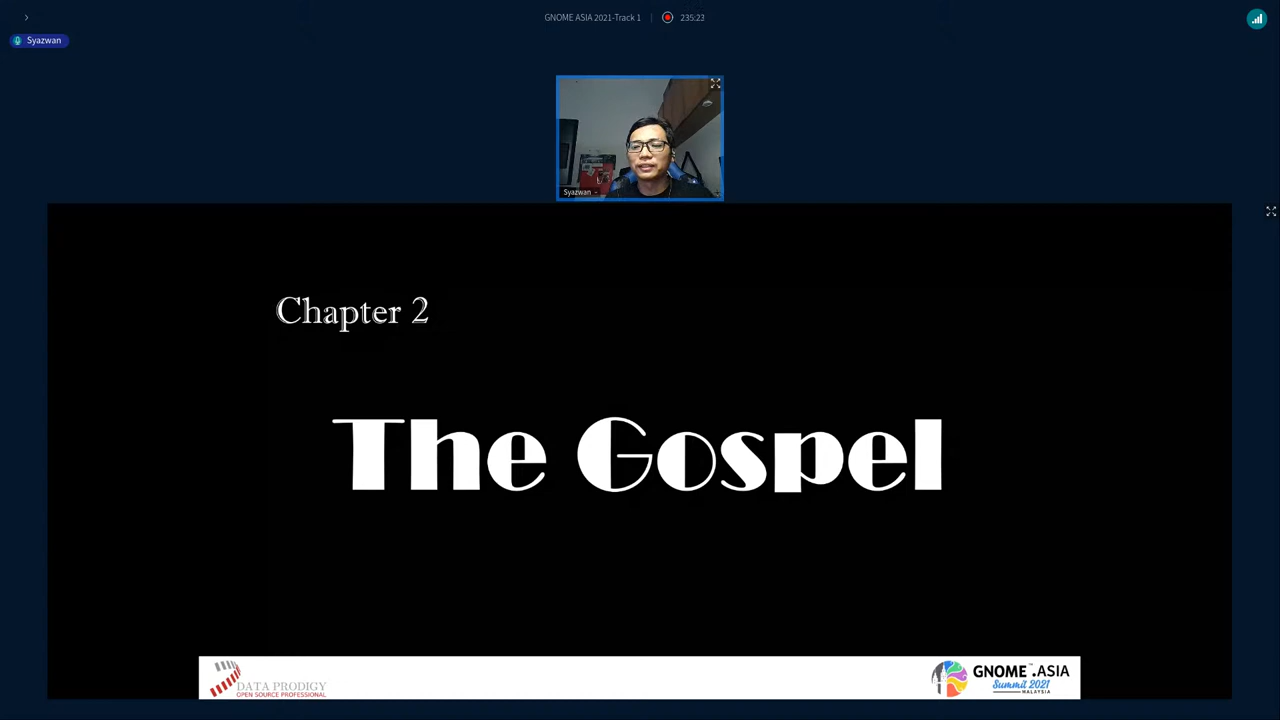 GNOME ASIA 2021-Track 1
235:23
Syazwan
Syazwan
Chapter 2
The Gospel
DATA PRODIGY
OPEN SOURCE PROFESSIONAL
GNOME™.ASIA
Summit 2021
MALAYSIA